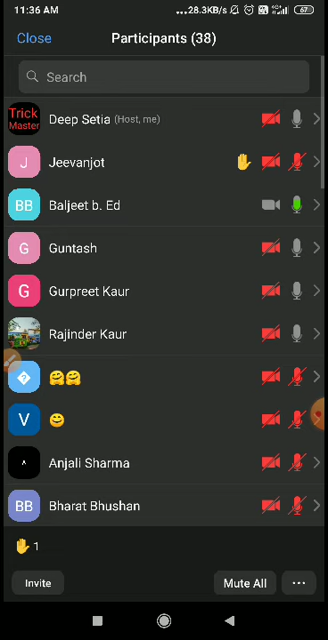 11:36 AM ...28.3KB/s 67
Close Participants (38)
Search
Trick Master Deep Setia (Host, me)
J Jeevanjot
BB Baljeet b. Ed
G Guntash
G Gurpreet Kaur
Rajinder Kaur
🤗🤗
V 😊
A Anjali Sharma
BB Bharat Bhushan
✋ 1
Invite Mute All ...